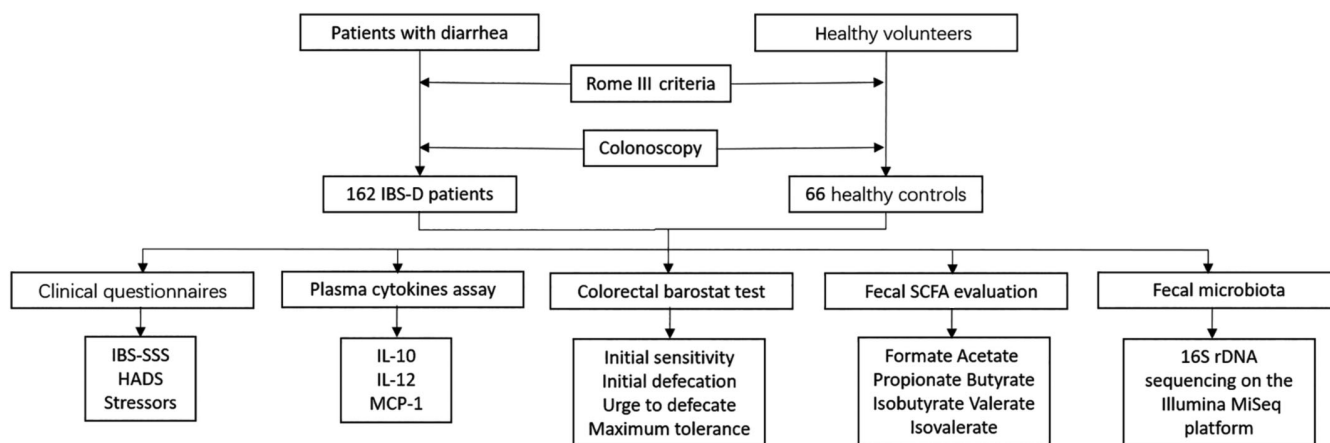 Patients with diarrhea
Healthy volunteers
Rome III criteria
Colonoscopy
162 IBS-D patients
66 healthy controls
Clinical questionnaires
Plasma cytokines assay
Colorectal barostat test
Fecal SCFA evaluation
Fecal microbiota
IBS-SSS
HADS
Stressors
IL-10
IL-12
MCP-1
Initial sensitivity
Initial defecation
Urge to defecate
Maximum tolerance
Formate Acetate
Propionate Butyrate
Isobutyrate Valerate
Isovalerate
16S rDNA
sequencing on the
Illumina MiSeq
platform